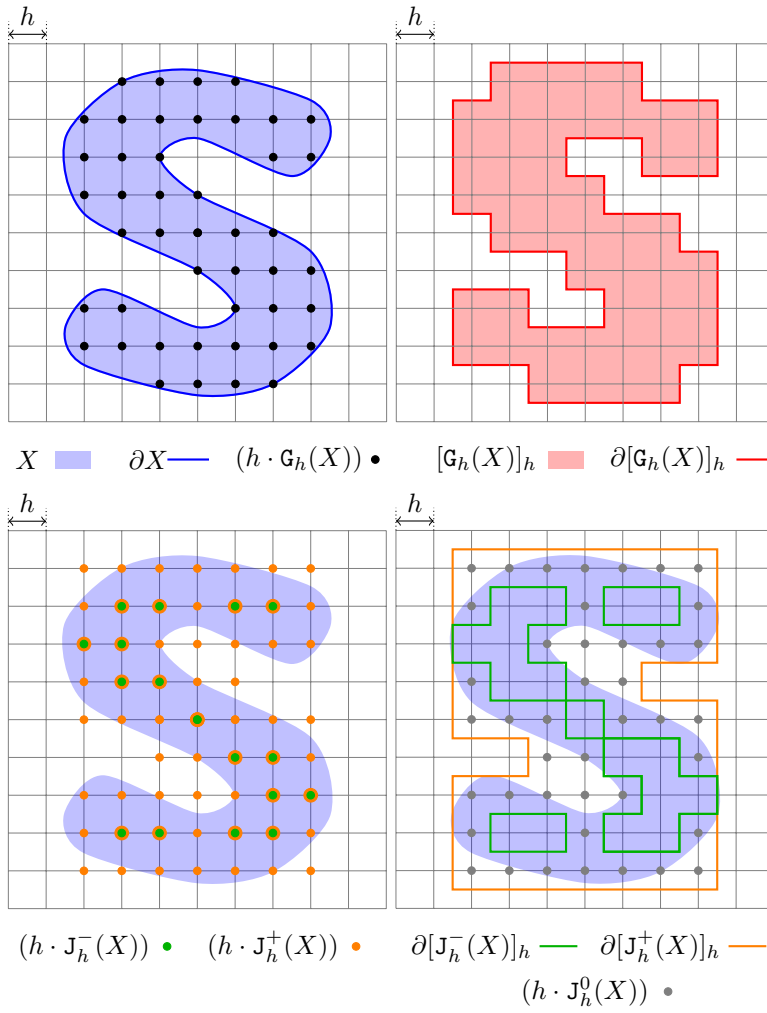 h h
X ∂X (h · G_h(X)) [G_h(X)]_h ∂[G_h(X)]_h
h h
(h · J_h^-(X)) (h · J_h^+(X)) ∂[J_h^-(X)]_h ∂[J_h^+(X)]_h
(h · J_h^0(X))